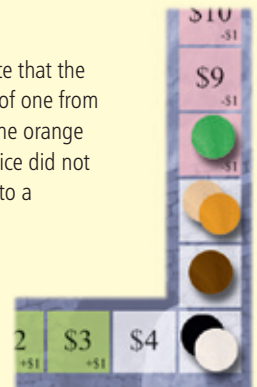 $10
-$1
te that the
$9
of one from
-$1
ne orange
ice did not
-$1
to a
2
+$1
$3
+$1
$4